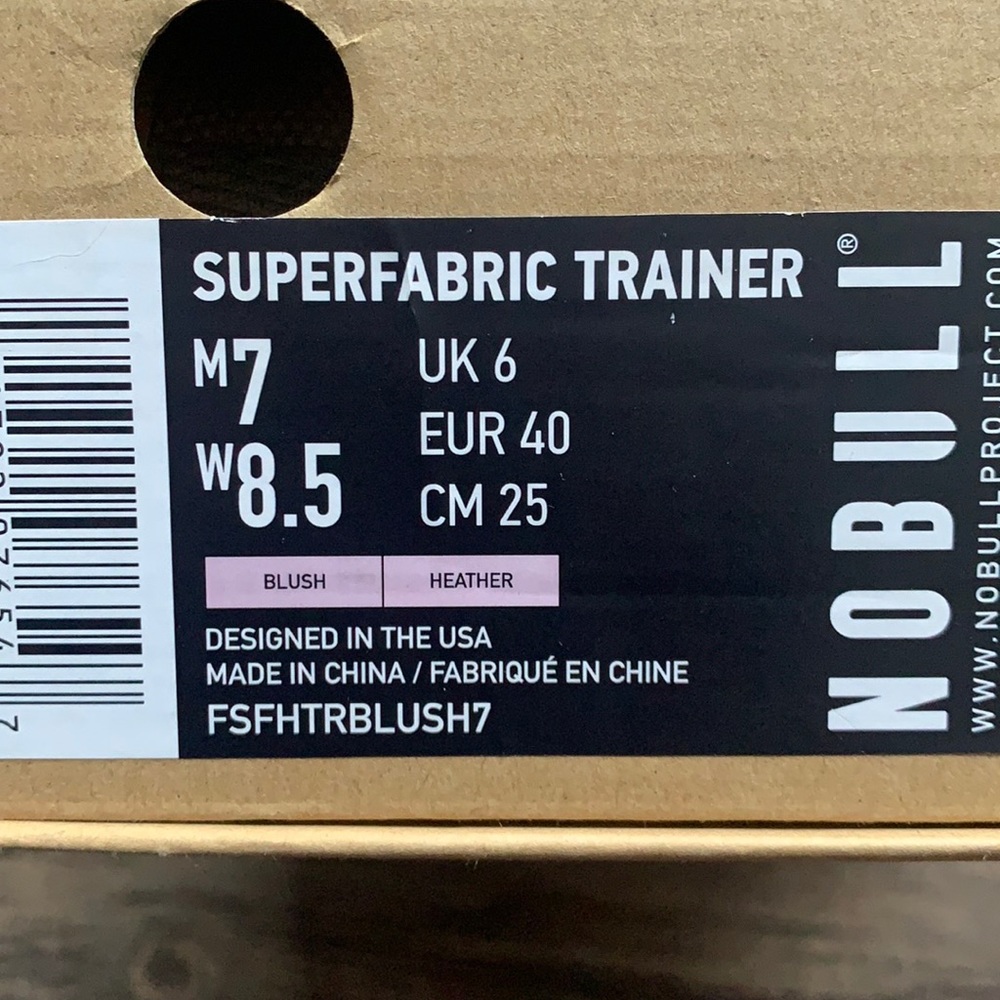 SUPERFABRIC TRAINER
M7
W8.5
UK 6
EUR 40
CM 25
BLUSH HEATHER
DESIGNED IN THE USA
MADE IN CHINA / FABRIQUÉ EN CHINE
FSFHTRBLUSH7
NOBULL®
WWW.NOBULLPROJECT.COM